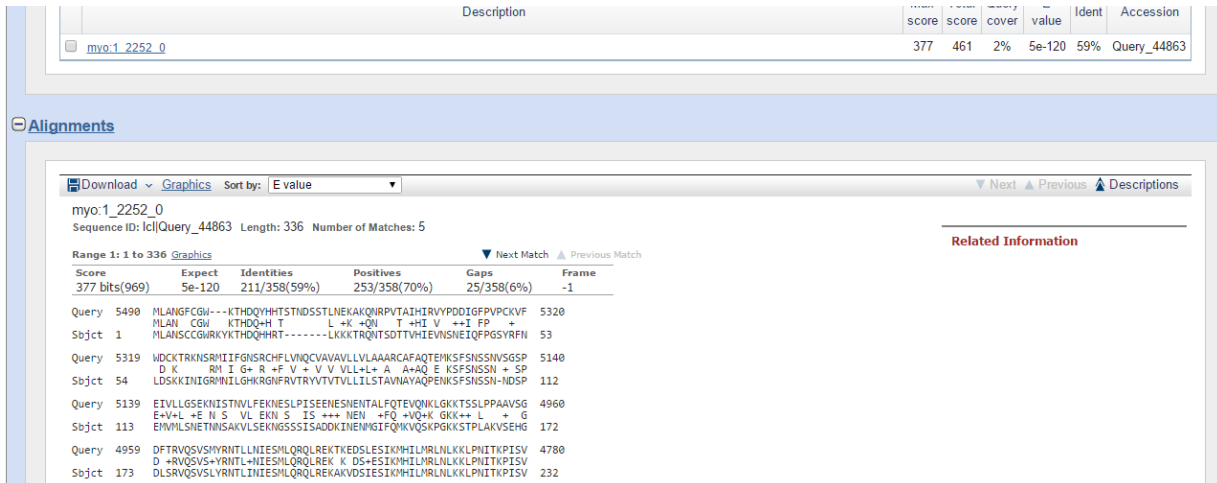 Description
score score cover value Ident Accession
myo:1_2252_0 377 461 2% 5e-120 59% Query_44863
Alignments
Download Graphics Sort by: E value Next Previous Descriptions
myo:1_2252_0
Sequence ID: lcl|Query_44863 Length: 336 Number of Matches: 5
Related Information
Range 1: 1 to 336 Graphics Next Match Previous Match
Score Expect Identities Positives Gaps Frame
377 bits(969) 5e-120 211/358(59%) 253/358(70%) 25/358(6%) -1
Query 5490 MLANGFCGW---KTHDQYHHTSTNDSSTLNEKAKQNRPVTAIHIRVYPDDIGFPVPCKVF 5320
MLAN CGW KTHDQ+H T L +K +QN T +HI V ++I FP +
Sbjct 1 MLANSCCGWRKYKTHDQHHRT-------LKKKTRQNTSDTTVHIEVNSNEIQFPGSYRFN 53
Query 5319 WDCKTRKNSRMIIFGNSRCHFLVNQCVAVAVLLVLAAARCAFAQTEMKSFSNSSNVSGSP 5140
D K RM I G+ R +F V + V V VLL+L+ A A+AQ E KSFSNSSN + SP
Sbjct 54 LDSKKINIGRMNILGHKRGNFRVTRYVTVTVLLILSTAVNAYAQPENKSFSNSSN-NDSP 112
Query 5139 EIVLLGSEKNISTNVLFEKNESLPISEENESNENTALFQTEVQNKLGKKTSSLPPAAVSG 4960
E+V+L +E N S VL EKN S IS +++ NEN +FQ +VQ+K GKK++ L + G
Sbjct 113 EMVMLSNETNNSAKVLSEKNGSSSISADDKINENMGIFQMKVQSKPGKKSTPLAKVSEHG 172
Query 4959 DFTRVQSVSMYRNTLLNIESMLQRQLREKTKEDSLESIKMHILMRLNLKKLPNITKPISV 4780
D +RVQSVS+YRNTL+NIESMLQRQLREK K DS+ESIKMHILMRLNLKKLPNITKPISV
Sbjct 173 DLSRVQSVSLYRNTLINIESMLQRQLREKAKVDSIESIKMHILMRLNLKKLPNITKPISV 232